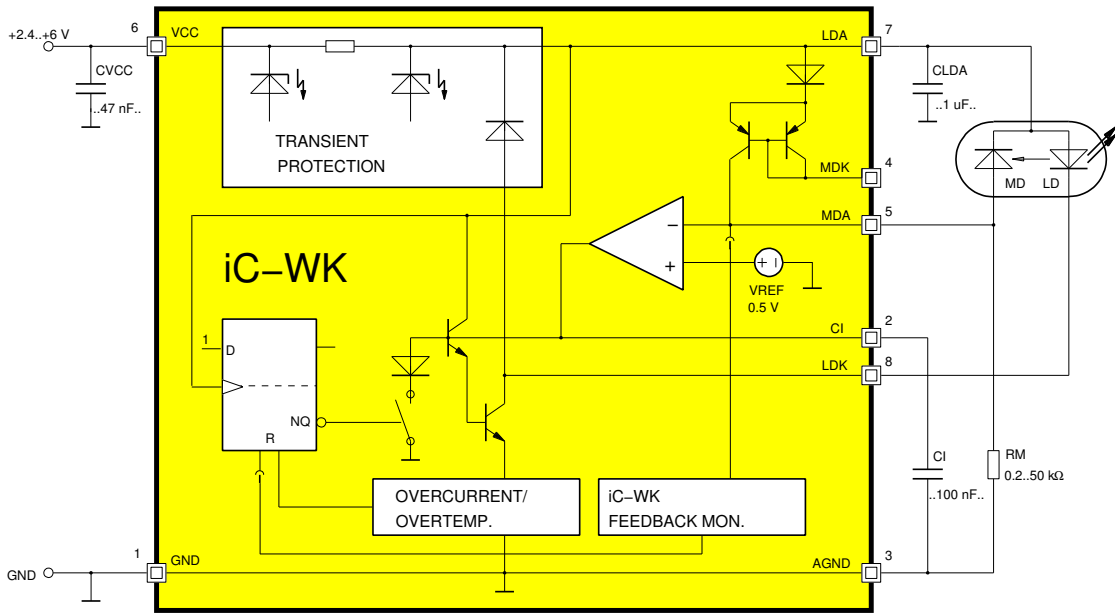 +2.4..+6 V
6
VCC
LDA
7
CVCC
..47 nF..
TRANSIENT
PROTECTION
CLDA
..1 uF..
MDK
4
MD
LD
MDA
5
−
+
+
−
VREF
0.5 V
iC−WK
CI
2
1
D
LDK
8
NQ
R
CI
..100 nF..
RM
0.2..50 kΩ
OVERCURRENT/
OVERTEMP.
iC−WK
FEEDBACK MON.
1
GND
GND
AGND
3